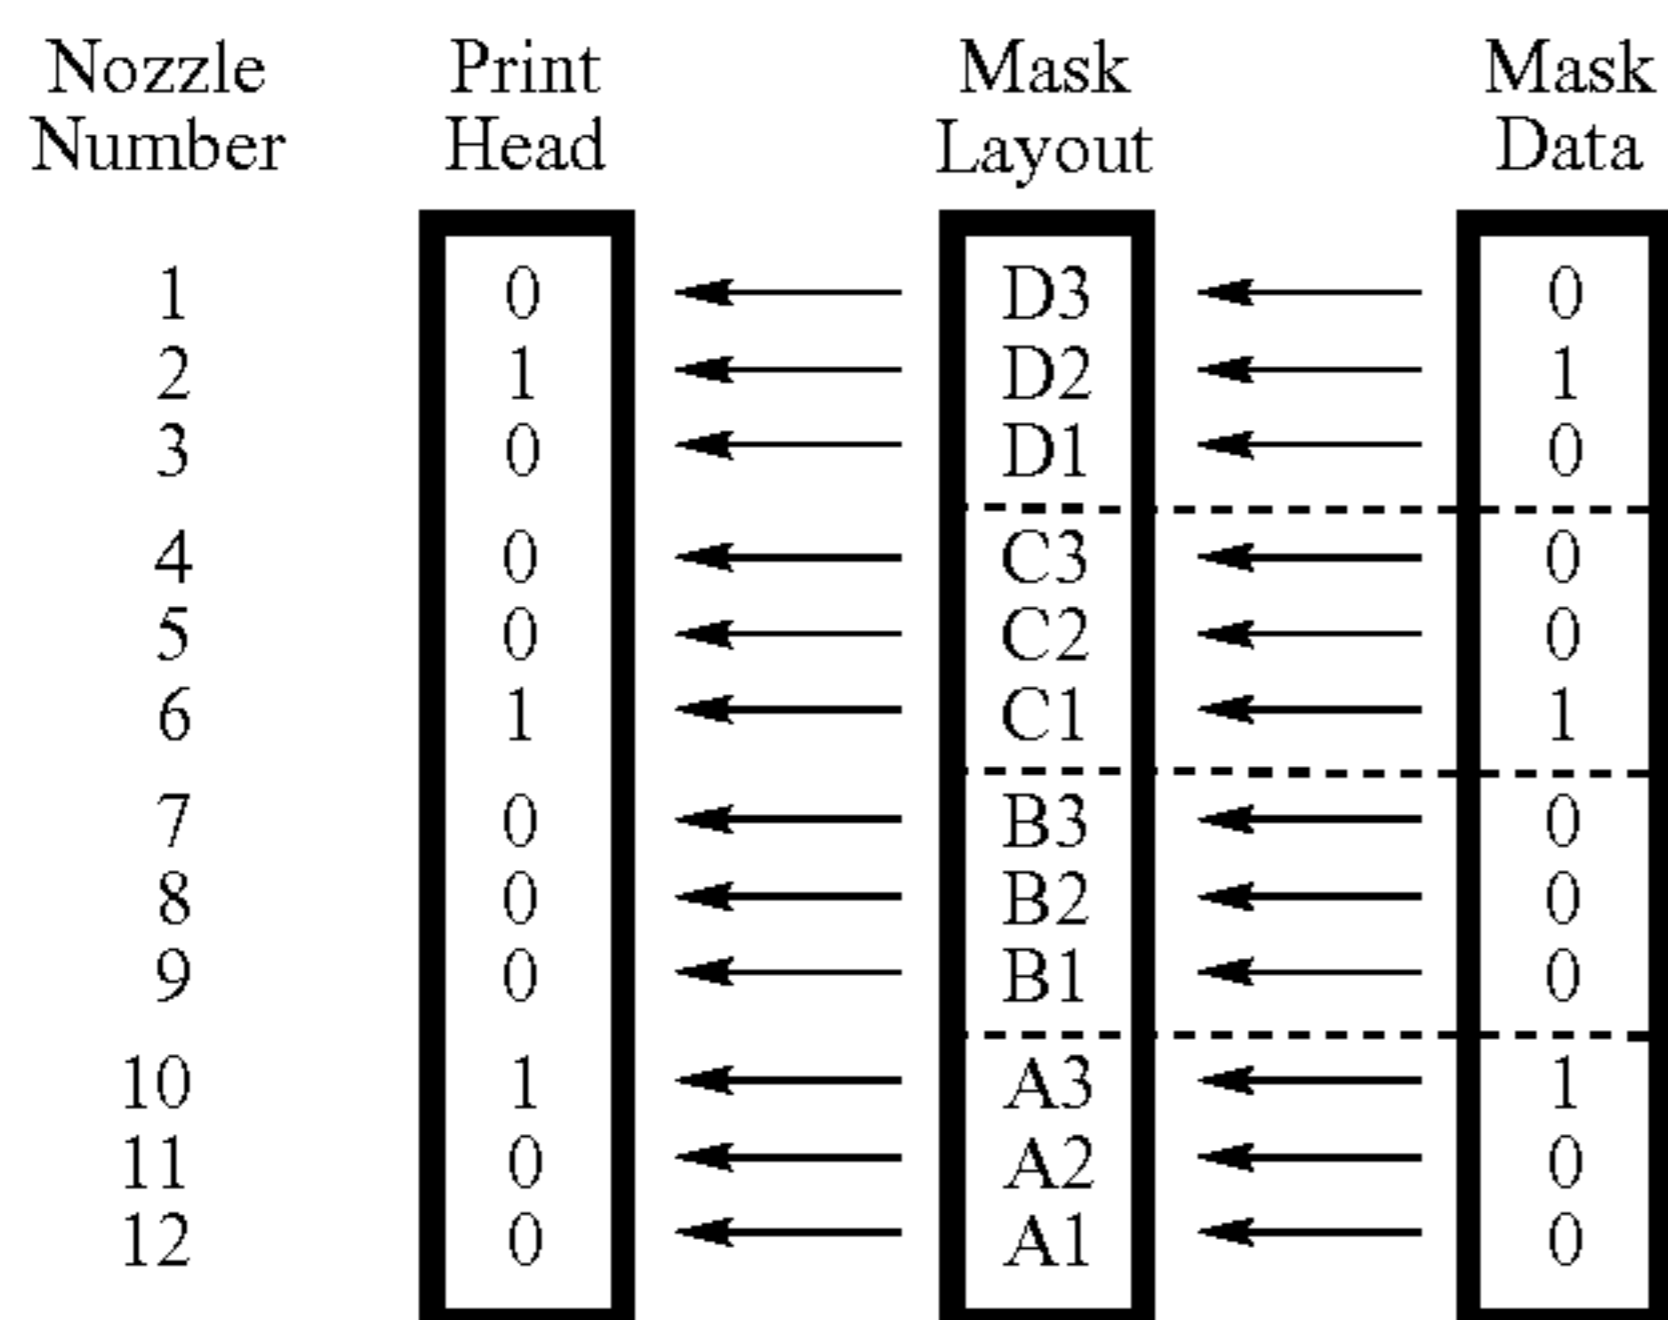 Nozzle Number Print Head Mask Layout Mask Data
1 0 D3 0
2 1 D2 1
3 0 D1 0
4 0 C3 0
5 0 C2 0
6 1 C1 1
7 0 B3 0
8 0 B2 0
9 0 B1 0
10 1 A3 1
11 0 A2 0
12 0 A1 0